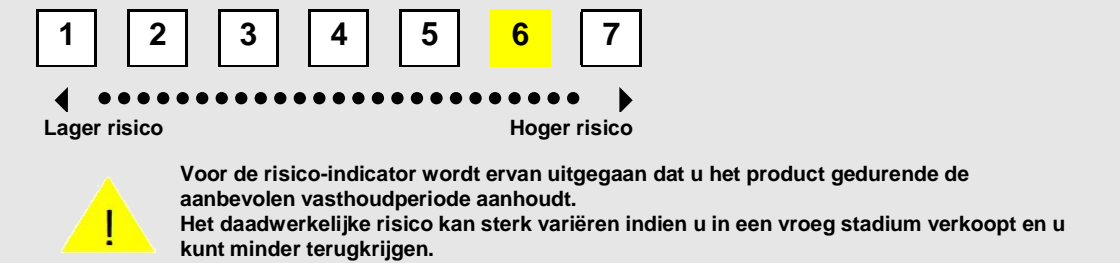 1 2 3 4 5 6 7
Lager risico Hoger risico
Voor de risico-indicator wordt ervan uitgegaan dat u het product gedurende de
aanbevolen vasthoudperiode aanhoudt.
! Het daadwerkelijke risico kan sterk variëren indien u in een vroeg stadium verkoopt en u
kunt minder terugkrijgen.